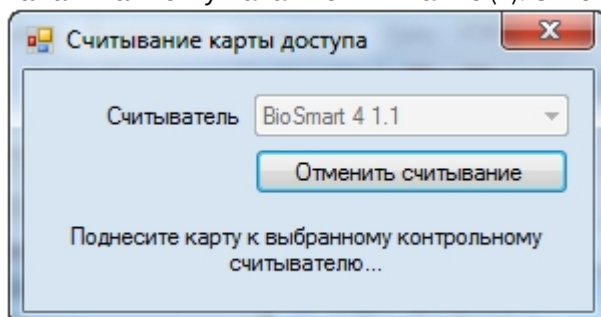 Считывание карты доступа
Считыватель BioSmart 4 1.1
Отменить считывание
Поднесите карту к выбранному контрольному
считывателю...